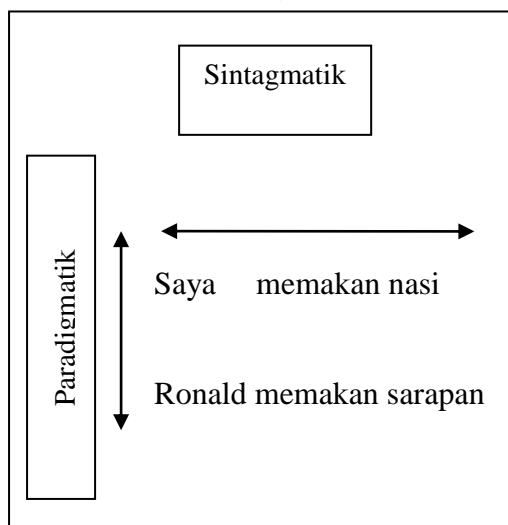 Sintagmatik
Paradigmatik
Saya memakan nasi
Ronald memakan sarapan